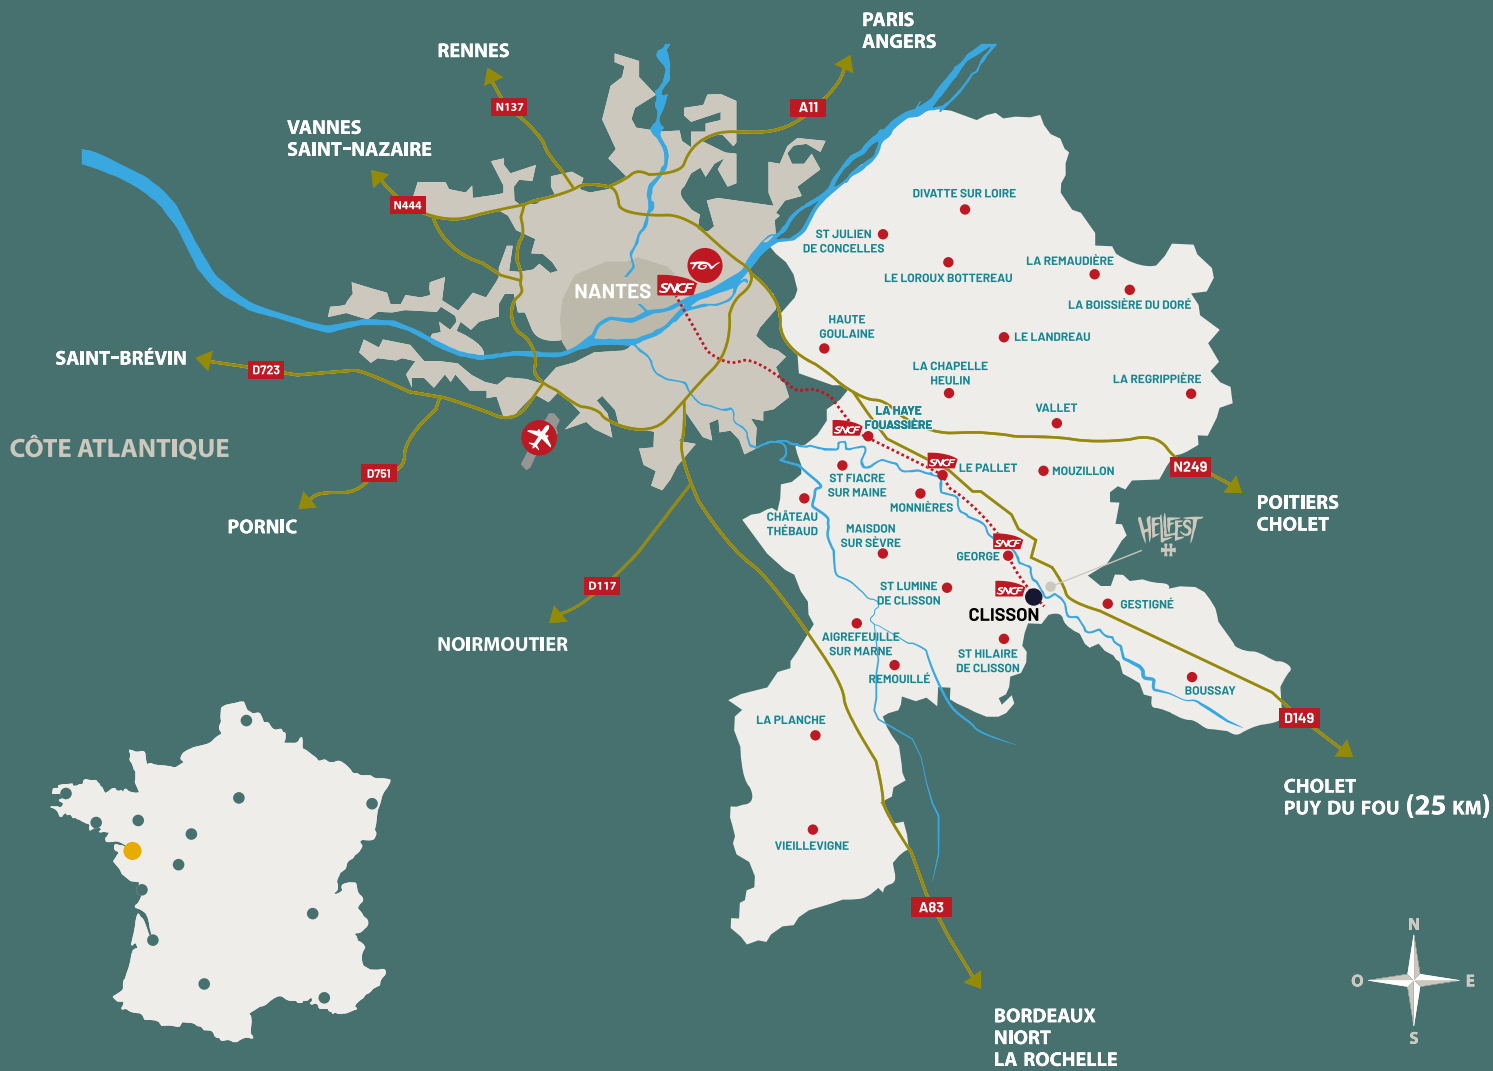 PARIS
ANGERS
RENNES
N137
A11
VANNES
SAINT-NAZAIRE
N444
DIVATTE SUR LOIRE
ST JULIEN
DE CONCELLES
LE LOROUX BOTTEREAU
LA REMAUDIÈRE
LA BOISSIÈRE DU DORÉ
TGV
NANTES
SNCF
HAUTE
GOULAINE
LE LANDREAU
SAINT-BRÉVIN
D723
LA CHAPELLE
HEULIN
LA REGRIPPIÈRE
VALLET
LA HAYE
FOUASSIÈRE
SNCF
CÔTE ATLANTIQUE
D751
SNCF
LE PALLET
MOUZILLON
N249
ST FIACRE
SUR MAINE
MONNIÈRES
POITIERS
CHOLET
PORNIC
CHÂTEAU
THÉBAUD
MAISDON
SUR SÈVRE
HELLFEST
SNCF
GEORGE
D117
ST LUMINE
DE CLISSON
SNCF
CLISSON
GESTIGNÉ
NOIRMOUTIER
AIGREFEUILLE
SUR MARNE
ST HILAIRE
DE CLISSON
REMOUILLÉ
BOUSSAY
LA PLANCHE
D149
CHOLET
PUY DU FOU (25 KM)
VIEILLEVIGNE
A83
N
O
E
S
BORDEAUX
NIORT
LA ROCHELLE